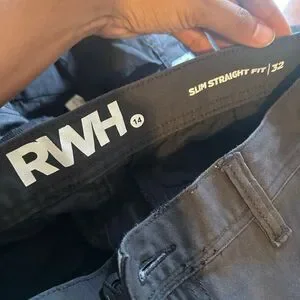 RWH 14
SLIM STRAIGHT FIT | 32